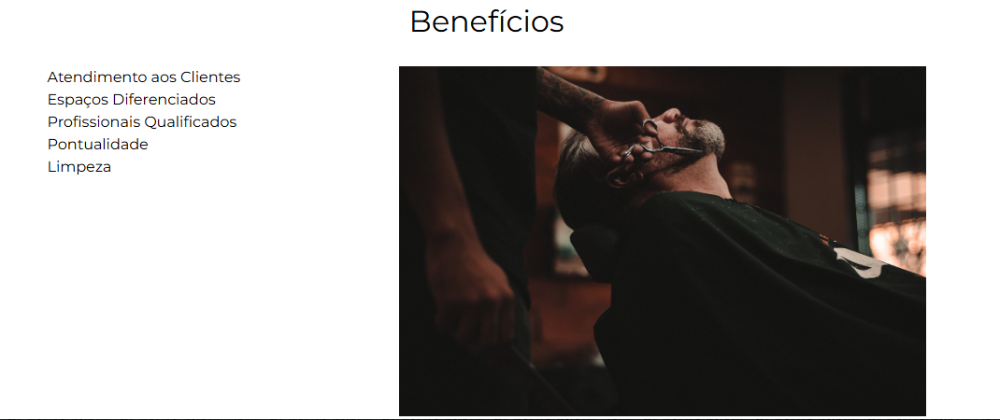 Benefícios
Atendimento aos Clientes
Espaços Diferenciados
Profissionais Qualificados
Pontualidade
Limpeza